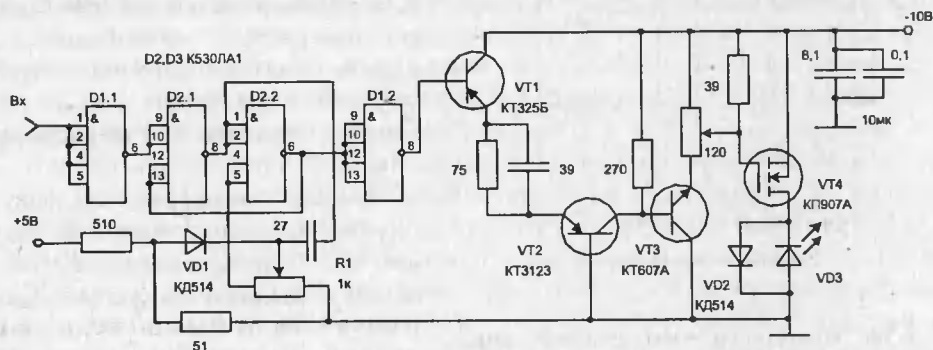 -10В
D2,D3 К530ЛА1
Вх
D1.1
D2.1
D2.2
D1.2
1 &
2
4
5
6
9 &
10
12
13
8
1 &
2
4
5
6
9 &
10
12
13
8
VT1
КТ325Б
39
8,1
0,1
10мк
75
39
270
120
VT4
КП907А
+5В
510
27
R1
1к
VD1
КД514
VT2
КТ3123
VT3
КТ607А
VD2
КД514
VD3
51